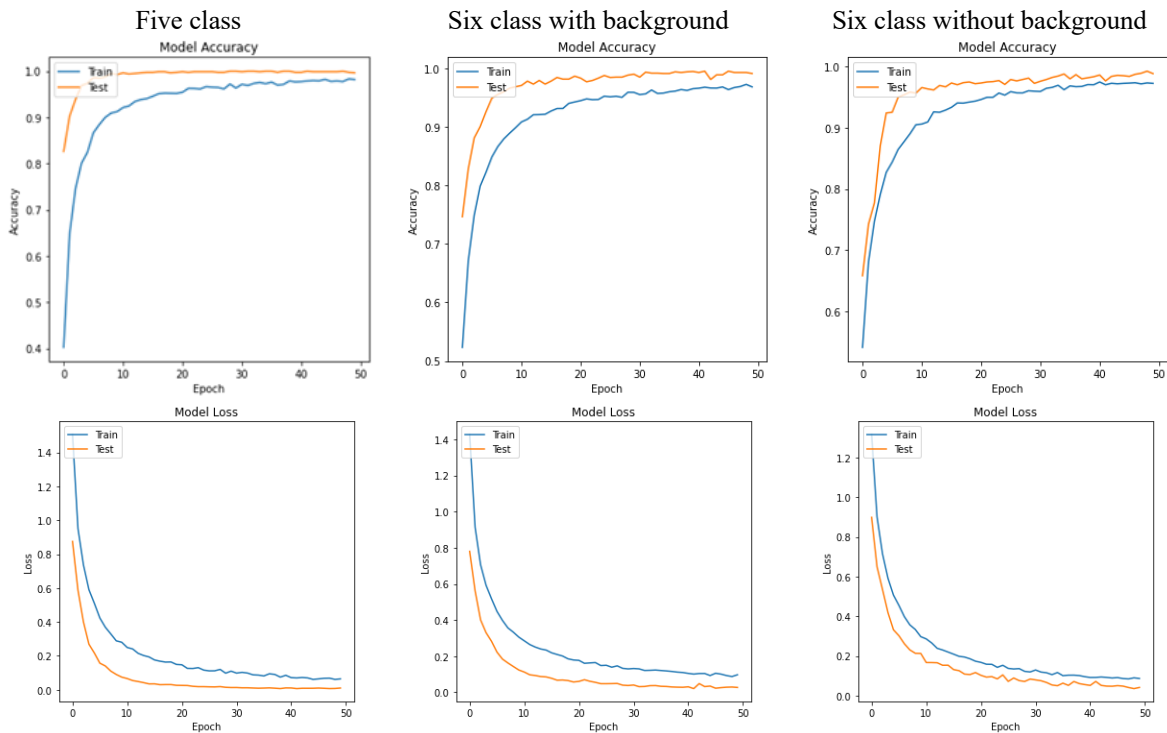 Five class
Six class with background
Six class without background
Model Accuracy
Train
Test
1.0
0.9
0.8
0.7
0.6
0.5
0.4
Accuracy
0
10
20
30
40
50
Epoch
Model Accuracy
Train
Test
1.0
0.9
0.8
0.7
0.6
0.5
Accuracy
0
10
20
30
40
50
Epoch
Model Accuracy
Train
Test
1.0
0.9
0.8
0.7
0.6
Accuracy
0
10
20
30
40
50
Epoch
Model Loss
Train
Test
1.4
1.2
1.0
0.8
0.6
0.4
0.2
0.0
Loss
0
10
20
30
40
50
Epoch
Model Loss
Train
Test
1.4
1.2
1.0
0.8
0.6
0.4
0.2
0.0
Loss
0
10
20
30
40
50
Epoch
Model Loss
Train
Test
1.2
1.0
0.8
0.6
0.4
0.2
0.0
Loss
0
10
20
30
40
50
Epoch